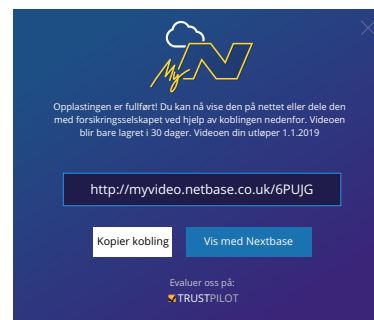 My N
Opplastingen er fullført! Du kan nå vise den på nettet eller dele den
med forsikringsselskapet ved hjelp av koblingen nedenfor. Videoen
blir bare lagret i 30 dager. Videoen din utløper 1.1.2019
http://myvideo.netbase.co.uk/6PUJG
Kopier kobling
Vis med Nextbase
Evaluer oss på:
TRUSTPILOT